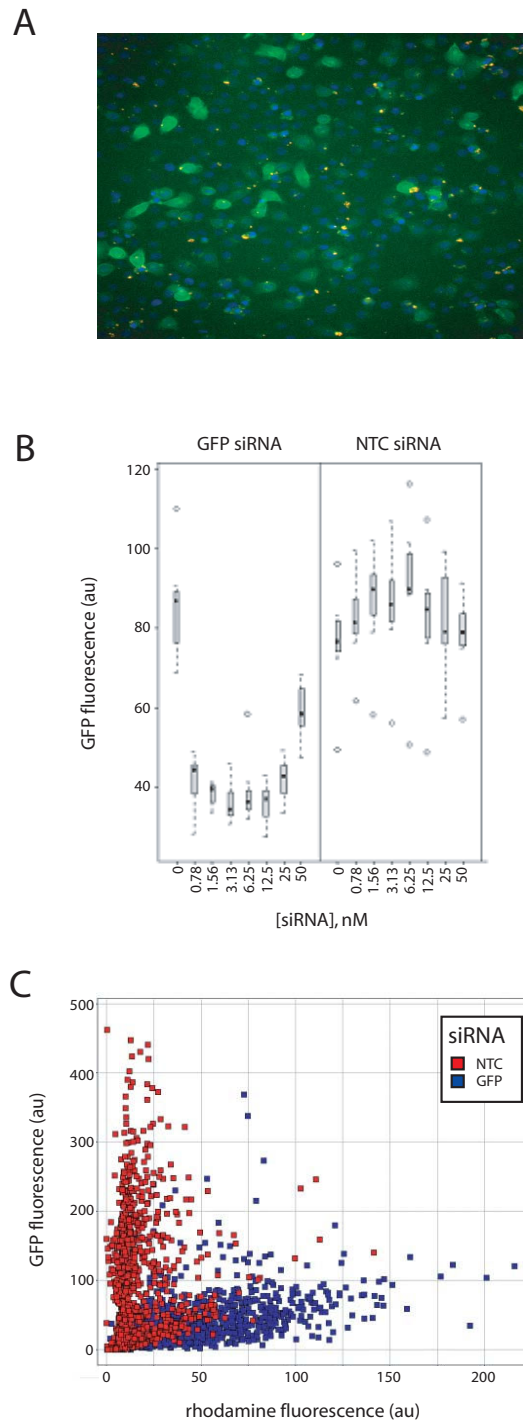 A
B
GFP siRNA NTC siRNA
120
100
80
60
40
GFP fluorescence (au)
0 0.78 1.56 3.13 6.25 12.5 25 50 0 0.78 1.56 3.13 6.25 12.5 25 50
[siRNA], nM
C
500
400
300
200
100
0
GFP fluorescence (au)
siRNA
NTC
GFP
0 50 100 150 200
rhodamine fluorescence (au)